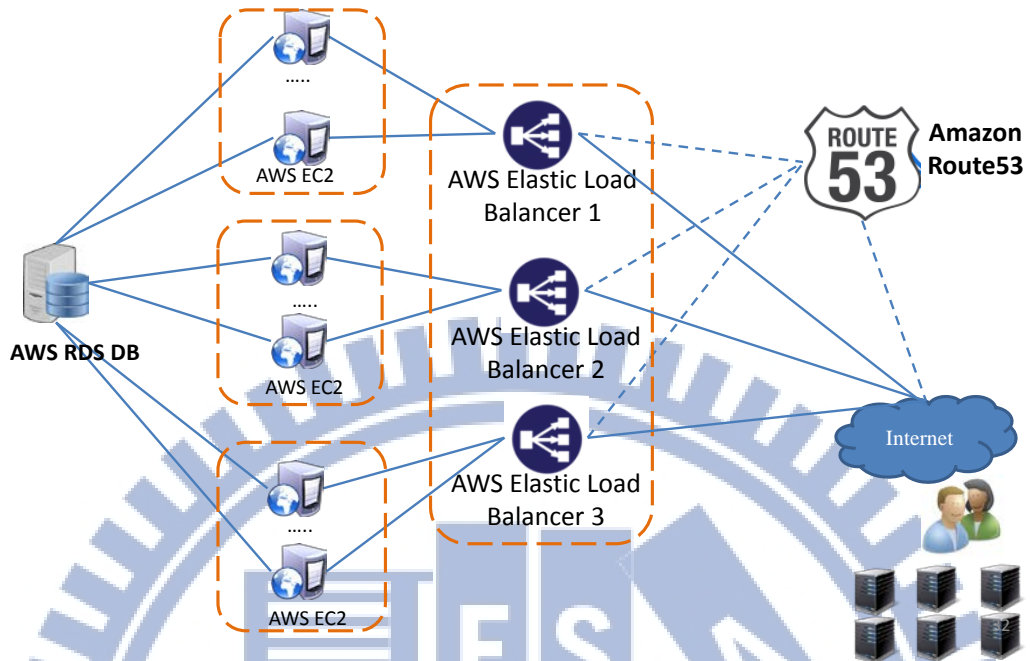 .....
AWS EC2
AWS Elastic Load
Balancer 1
ROUTE
53
Amazon
Route53
AWS RDS DB
.....
AWS EC2
AWS Elastic Load
Balancer 2
Internet
.....
AWS EC2
AWS Elastic Load
Balancer 3
E S
A
12